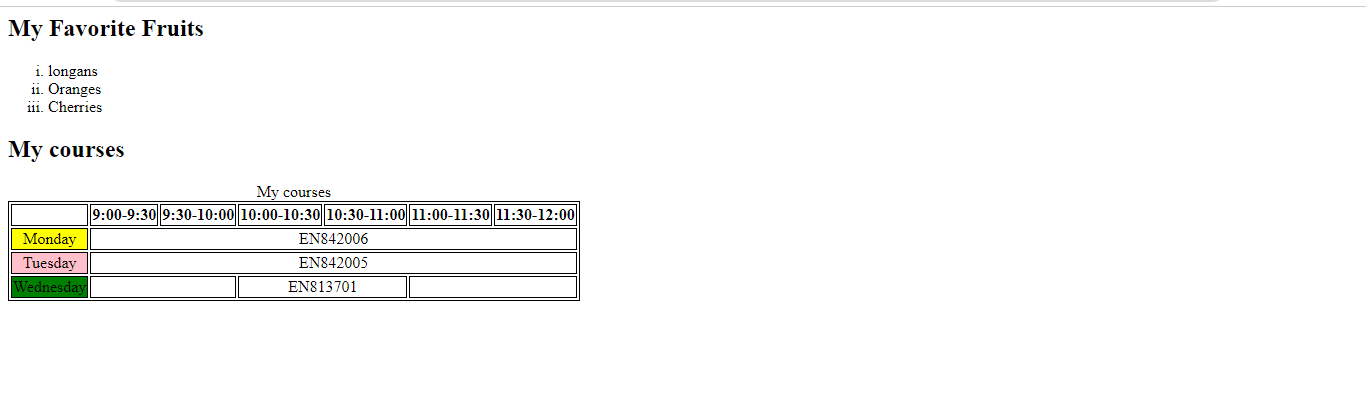 My Favorite Fruits
i. longans
ii. Oranges
iii. Cherries
My courses
My courses
9:00-9:30 9:30-10:00 10:00-10:30 10:30-11:00 11:00-11:30 11:30-12:00
Monday EN842006
Tuesday EN842005
Wednesday EN813701